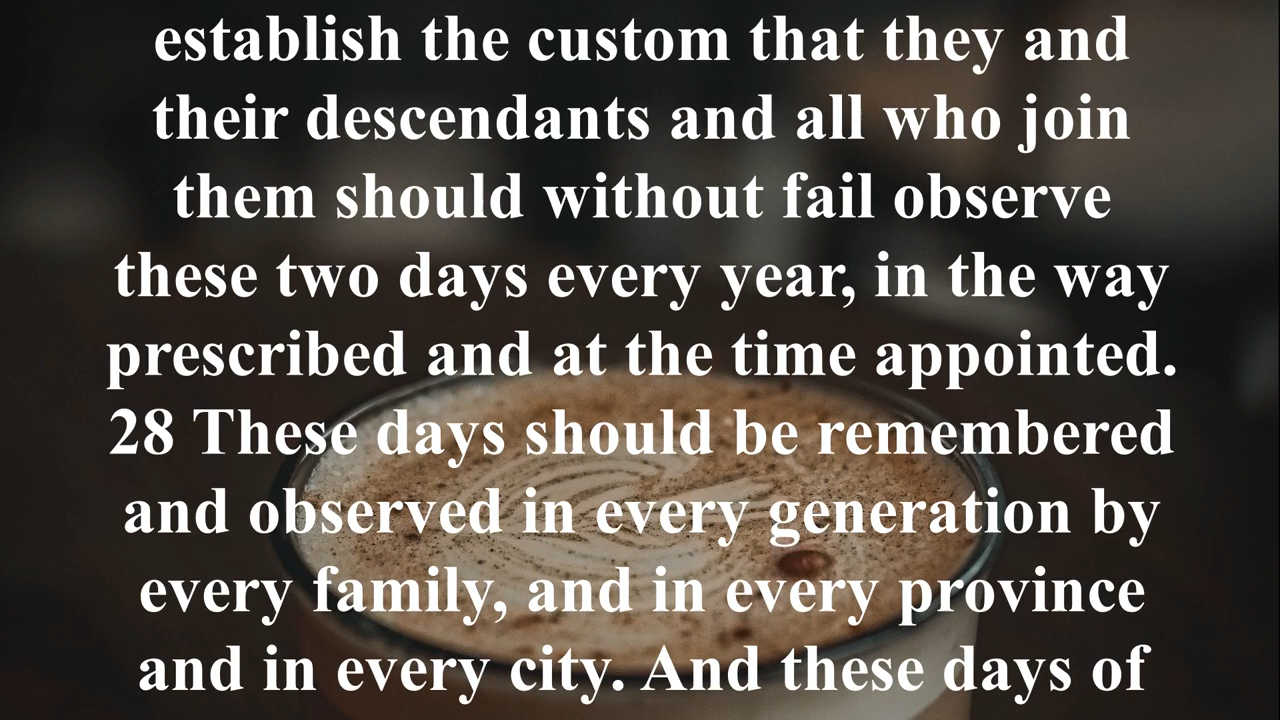 establish the custom that they and
their descendants and all who join
them should without fail observe
these two days every year, in the way
prescribed and at the time appointed.
28 These days should be remembered
and observed in every generation by
every family, and in every province
and in every city. And these days of